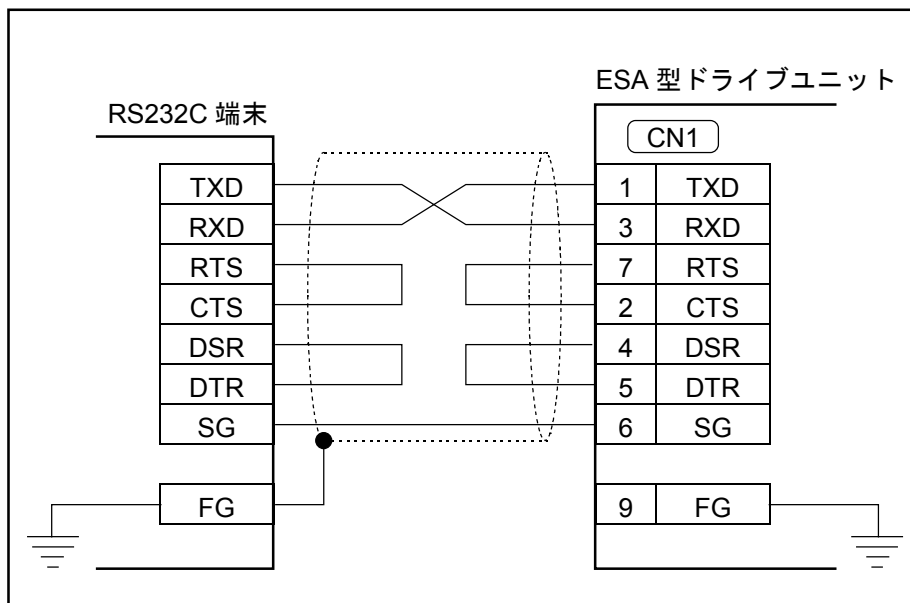 ESA 型ドライブユニット
RS232C 端末
CN1
TXD 1 TXD
RXD 3 RXD
RTS 7 RTS
CTS 2 CTS
DSR 4 DSR
DTR 5 DTR
SG 6 SG
FG 9 FG